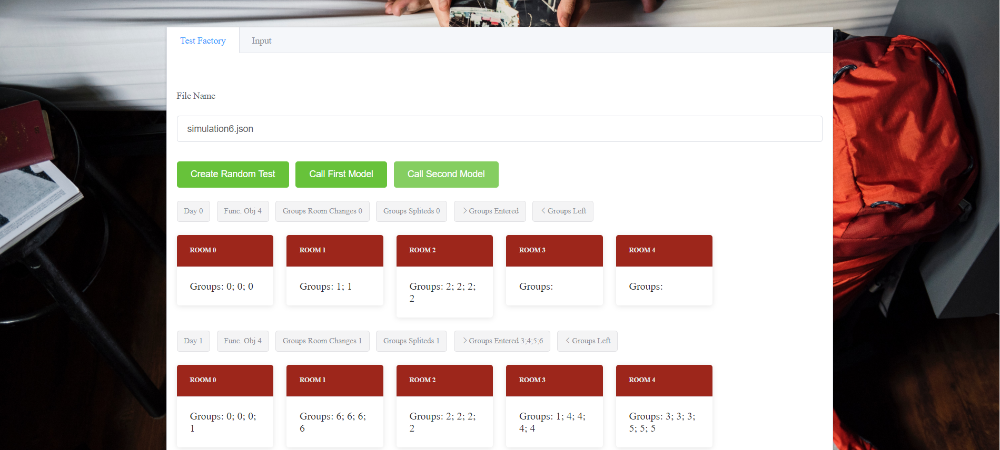 Test Factory Input
File Name
simulation6.json
Create Random Test Call First Model Call Second Model
Day 0 Func. Obj 4 Groups Room Changes 0 Groups Spliteds 0 > Groups Entered < Groups Left
ROOM 0 ROOM 1 ROOM 2 ROOM 3 ROOM 4
Groups: 0; 0; 0 Groups: 1; 1 Groups: 2; 2; 2; Groups: Groups:
2
Day 1 Func. Obj 4 Groups Room Changes 1 Groups Spliteds 1 > Groups Entered 3;4;5;6 < Groups Left
ROOM 0 ROOM 1 ROOM 2 ROOM 3 ROOM 4
Groups: 0; 0; 0; Groups: 6; 6; 6; Groups: 2; 2; 2; Groups: 1; 4; 4; Groups: 3; 3; 3;
1 6 2 4; 4 5; 5; 5